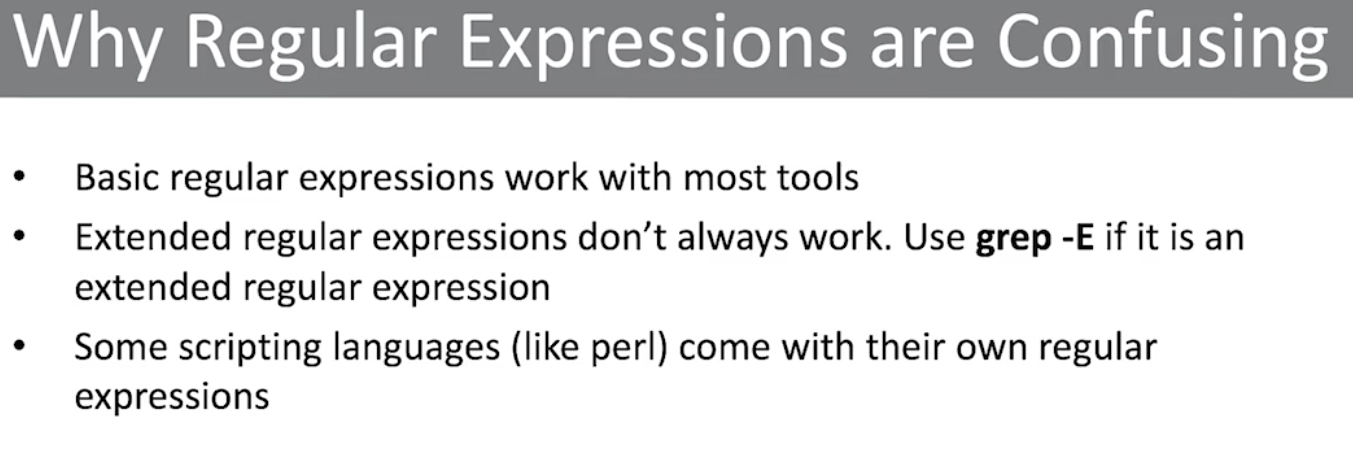 Why Regular Expressions are Confusing
• Basic regular expressions work with most tools
• Extended regular expressions don’t always work. Use grep -E if it is an
extended regular expression
• Some scripting languages (like perl) come with their own regular
expressions